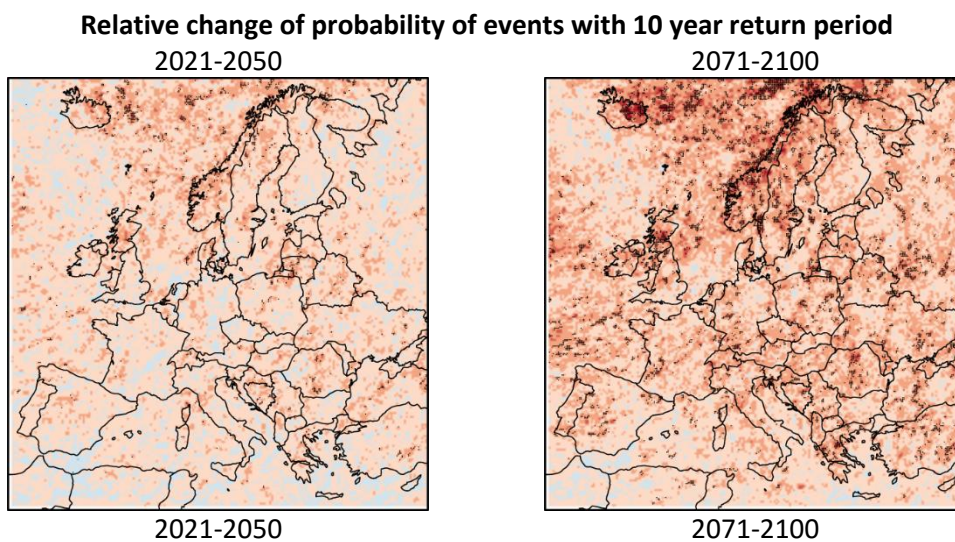 Relative change of probability of events with 10 year return period
2021-2050 2071-2100
2021-2050 2071-2100